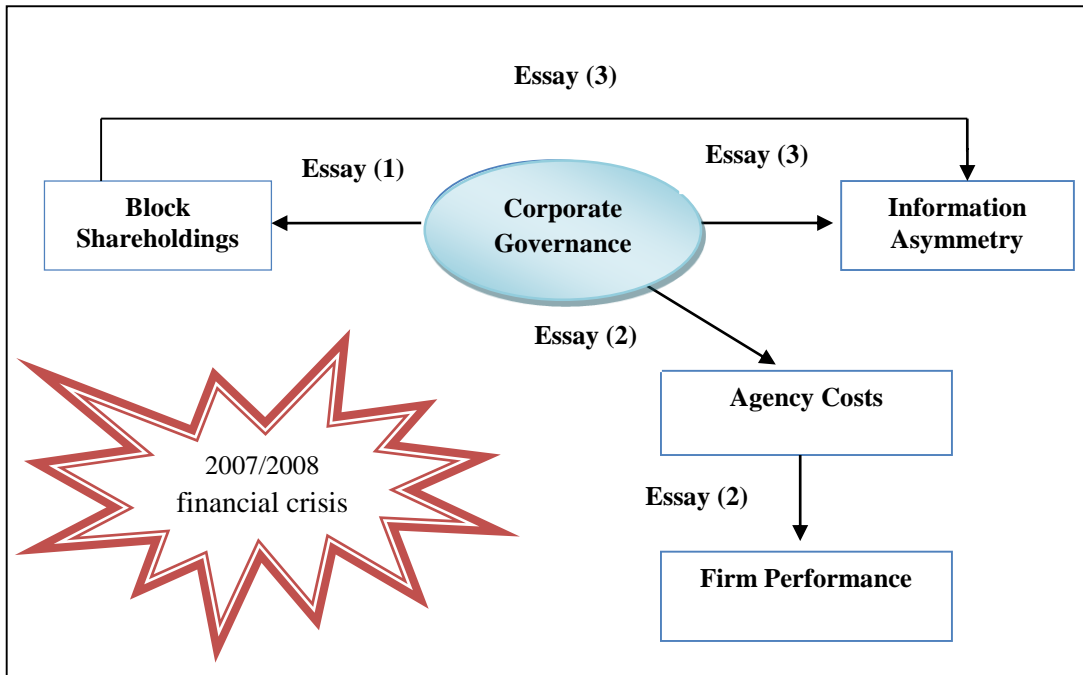 Essay (3)
Essay (1)
Essay (3)
Block
Shareholdings
Corporate
Governance
Information
Asymmetry
Essay (2)
Agency Costs
2007/2008
financial crisis
Essay (2)
Firm Performance